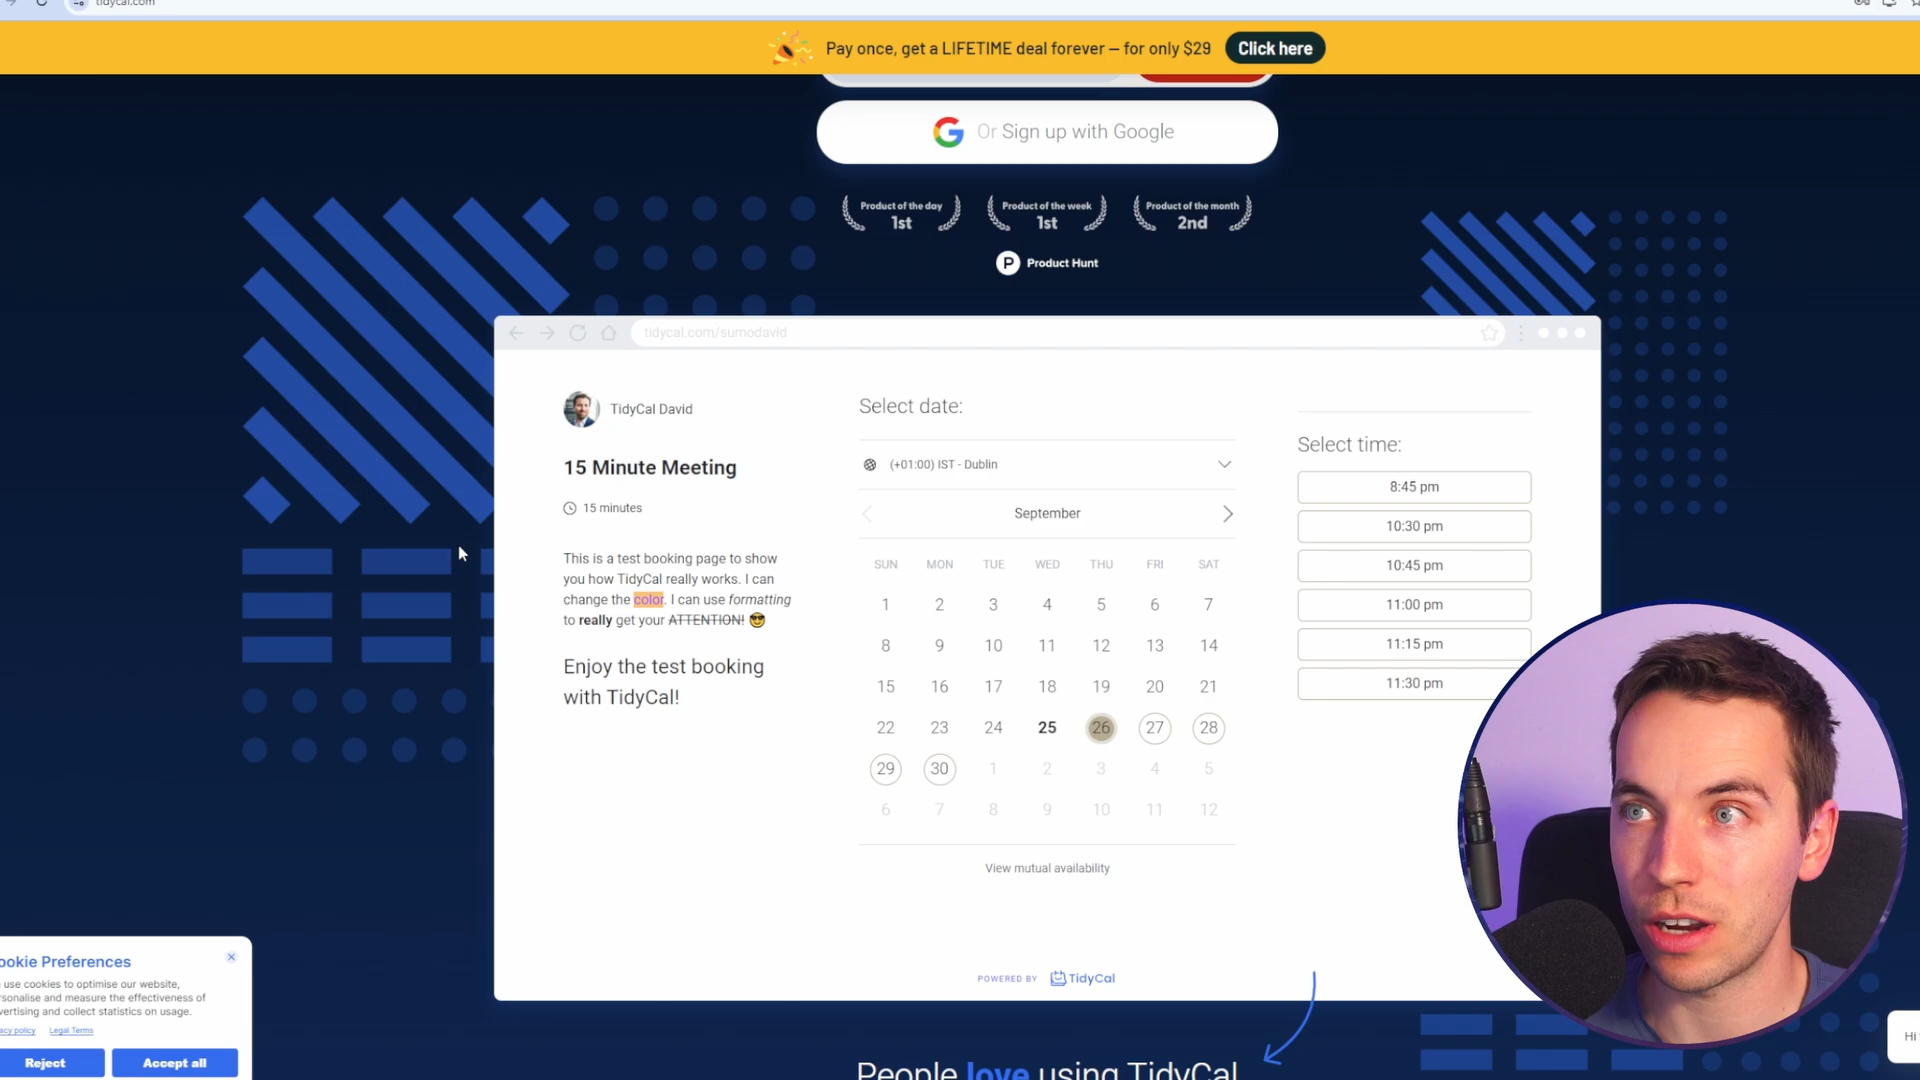 tidycal.com
Pay once, get a LIFETIME deal forever – for only $29
Click here
Or Sign up with Google
Product of the day
1st
Product of the week
1st
Product of the month
2nd
P Product Hunt
tidycal.com/sumodavid
TidyCal David
15 Minute Meeting
15 minutes
This is a test booking page to show
you how TidyCal really works. I can
change the color. I can use formatting
to really get your ATTENTION! 😎
Enjoy the test booking
with TidyCal!
Select date:
(+01:00) IST - Dublin
September
SUN MON TUE WED THU FRI SAT
1 2 3 4 5 6 7
8 9 10 11 12 13 14
15 16 17 18 19 20 21
22 23 24 25 26 27 28
29 30 1 2 3 4 5
6 7 8 9 10 11 12
View mutual availability
Select time:
8:45 pm
10:30 pm
10:45 pm
11:00 pm
11:15 pm
11:30 pm
POWERED BY TidyCal
People love using TidyCal
ookie Preferences
use cookies to optimise our website,
rsonalise and measure the effectiveness of
vertising and collect statistics on usage.
acy policy Legal Terms
Reject
Accept all
Hi